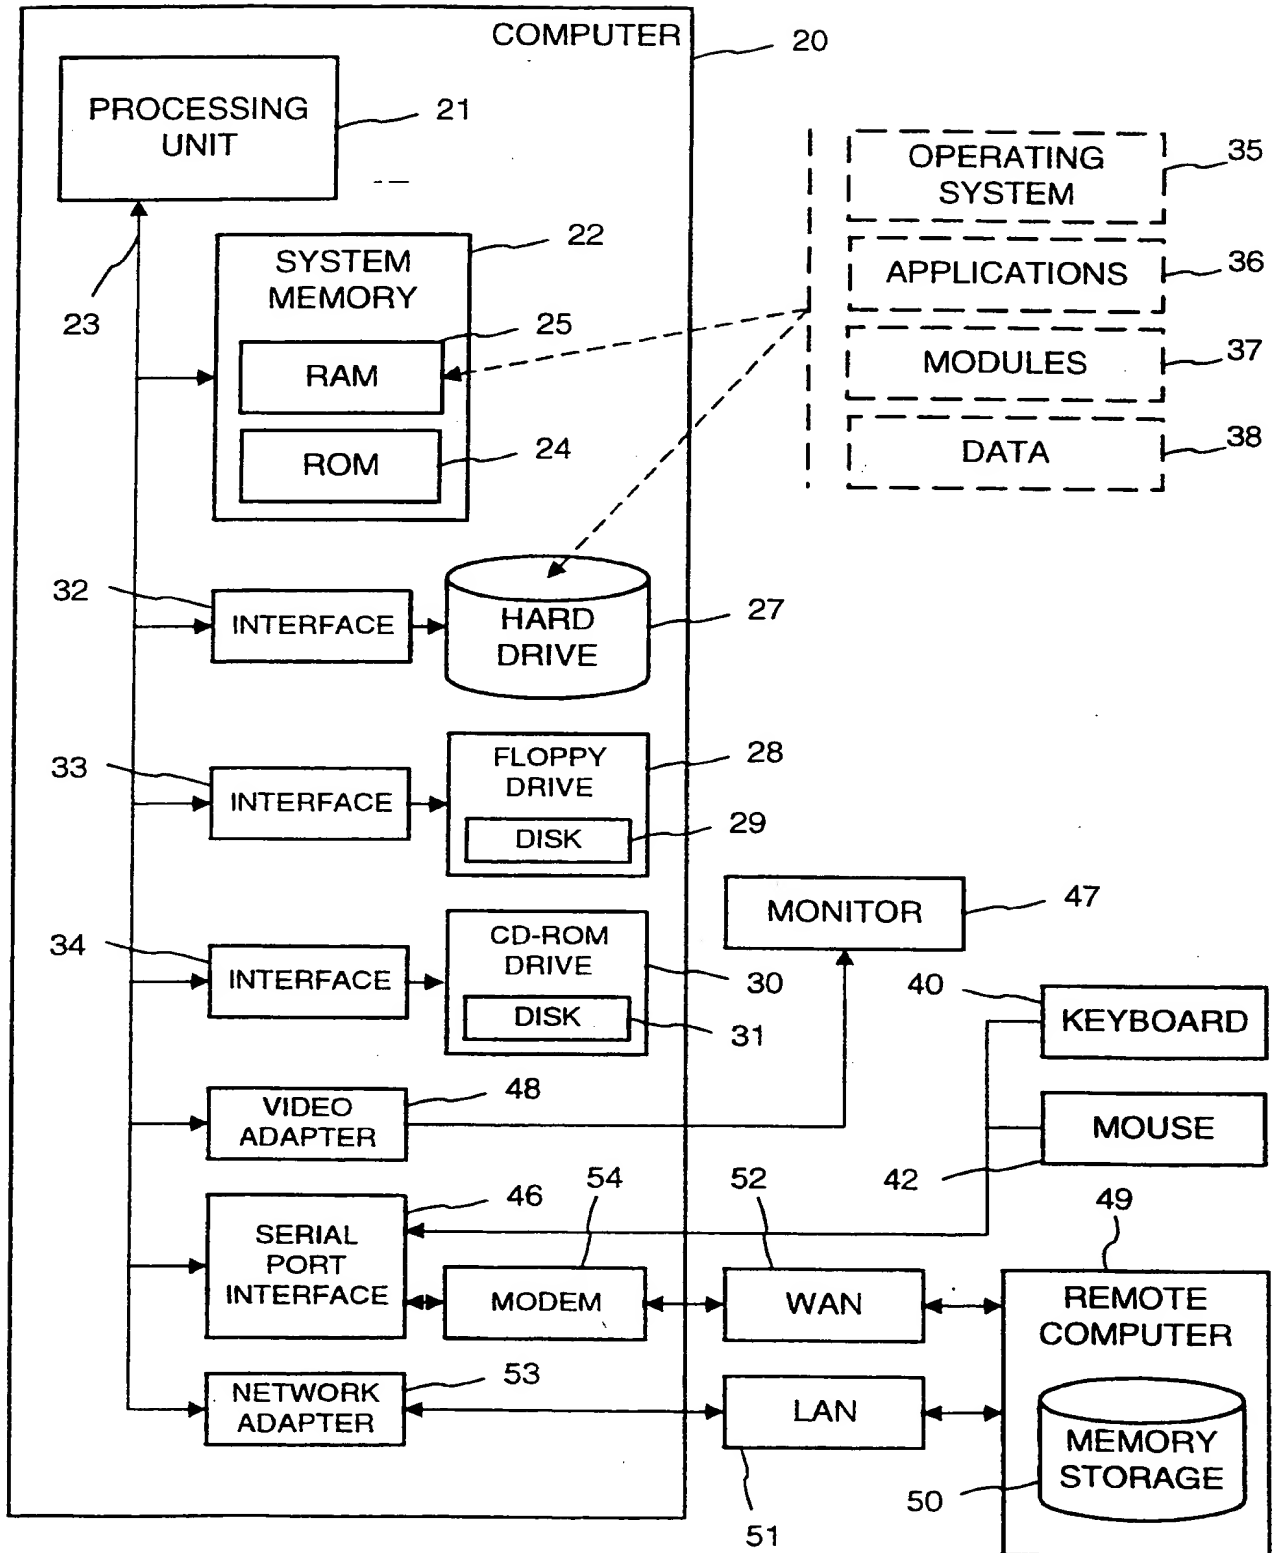 COMPUTER
20
PROCESSING
UNIT
21
23
SYSTEM
MEMORY
22
RAM
25
ROM
24
OPERATING
SYSTEM
35
APPLICATIONS
36
MODULES
37
DATA
38
32
INTERFACE
HARD
DRIVE
27
33
INTERFACE
FLOPPY
DRIVE
28
DISK
29
34
INTERFACE
CD-ROM
DRIVE
30
DISK
31
MONITOR
47
40
KEYBOARD
MOUSE
42
VIDEO
ADAPTER
48
SERIAL
PORT
INTERFACE
46
54
MODEM
52
WAN
49
REMOTE
COMPUTER
MEMORY
STORAGE
50
NETWORK
ADAPTER
53
LAN
51